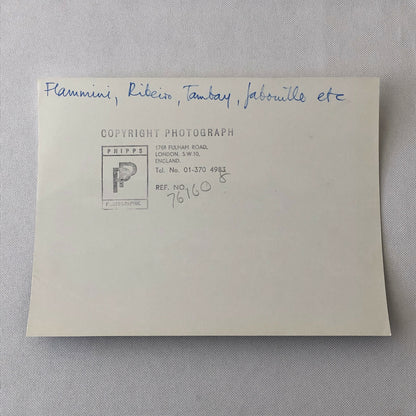 Flammini, Ribeiro, Tambay, Jabouille etc
COPYRIGHT PHOTOGRAPH
PHIPPS
PP
PHOTOGRAPHIC
176B FULHAM ROAD,
LONDON, S.W.10,
ENGLAND.
Tel. No. 01-370 4983
REF. NO.
76160 8